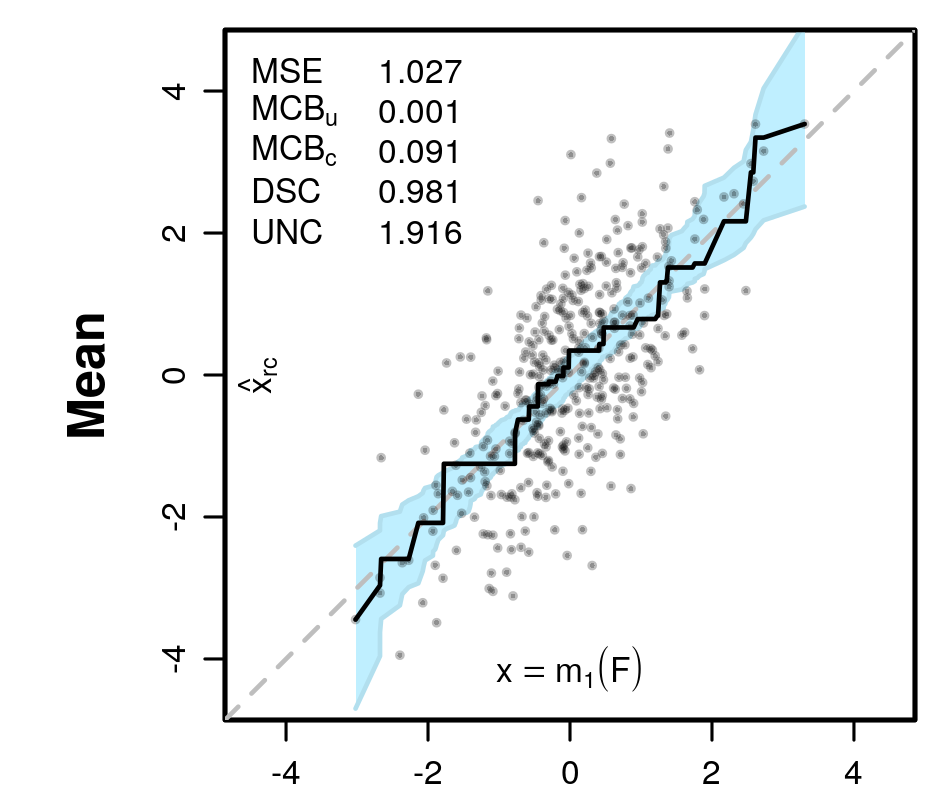 MSE 1.027
MCB_u 0.001
MCB_c 0.091
DSC 0.981
UNC 1.916
Mean
x̂_rc
4
2
0
-2
-4
x = m_1(F)
-4 -2 0 2 4